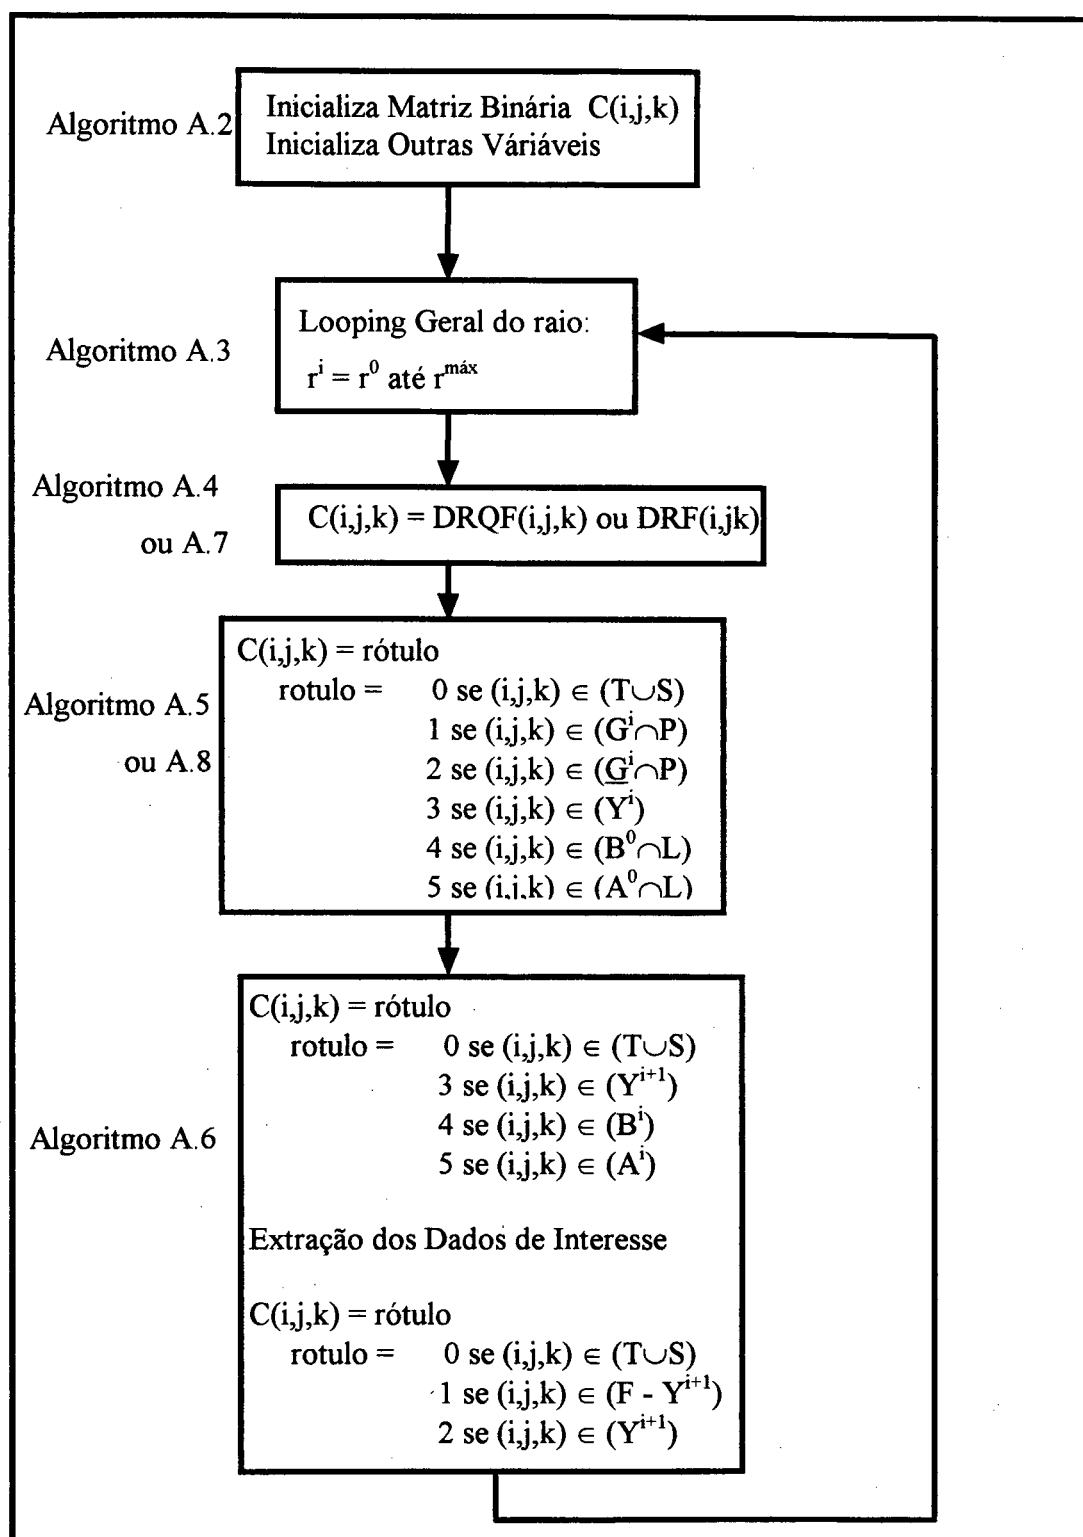 Algoritmo A.2
Inicializa Matriz Binária C(i,j,k)
Inicializa Outras Váriáveis
Algoritmo A.3
Looping Geral do raio:
r^i = r^0 até r^máx
Algoritmo A.4
ou A.7
C(i,j,k) = DRQF(i,j,k) ou DRF(i,jk)
Algoritmo A.5
ou A.8
C(i,j,k) = rótulo
rotulo = 0 se (i,j,k) ∈ (T∪S)
1 se (i,j,k) ∈ (G^i∩P)
2 se (i,j,k) ∈ (<u>G</u>^i∩P)
3 se (i,j,k) ∈ (Y^i)
4 se (i,j,k) ∈ (B^0∩L)
5 se (i,j,k) ∈ (A^0∩L)
Algoritmo A.6
C(i,j,k) = rótulo
rotulo = 0 se (i,j,k) ∈ (T∪S)
3 se (i,j,k) ∈ (Y^{i+1})
4 se (i,j,k) ∈ (B^i)
5 se (i,j,k) ∈ (A^i)
Extração dos Dados de Interesse
C(i,j,k) = rótulo
rotulo = 0 se (i,j,k) ∈ (T∪S)
1 se (i,j,k) ∈ (F - Y^{i+1})
2 se (i,j,k) ∈ (Y^{i+1})